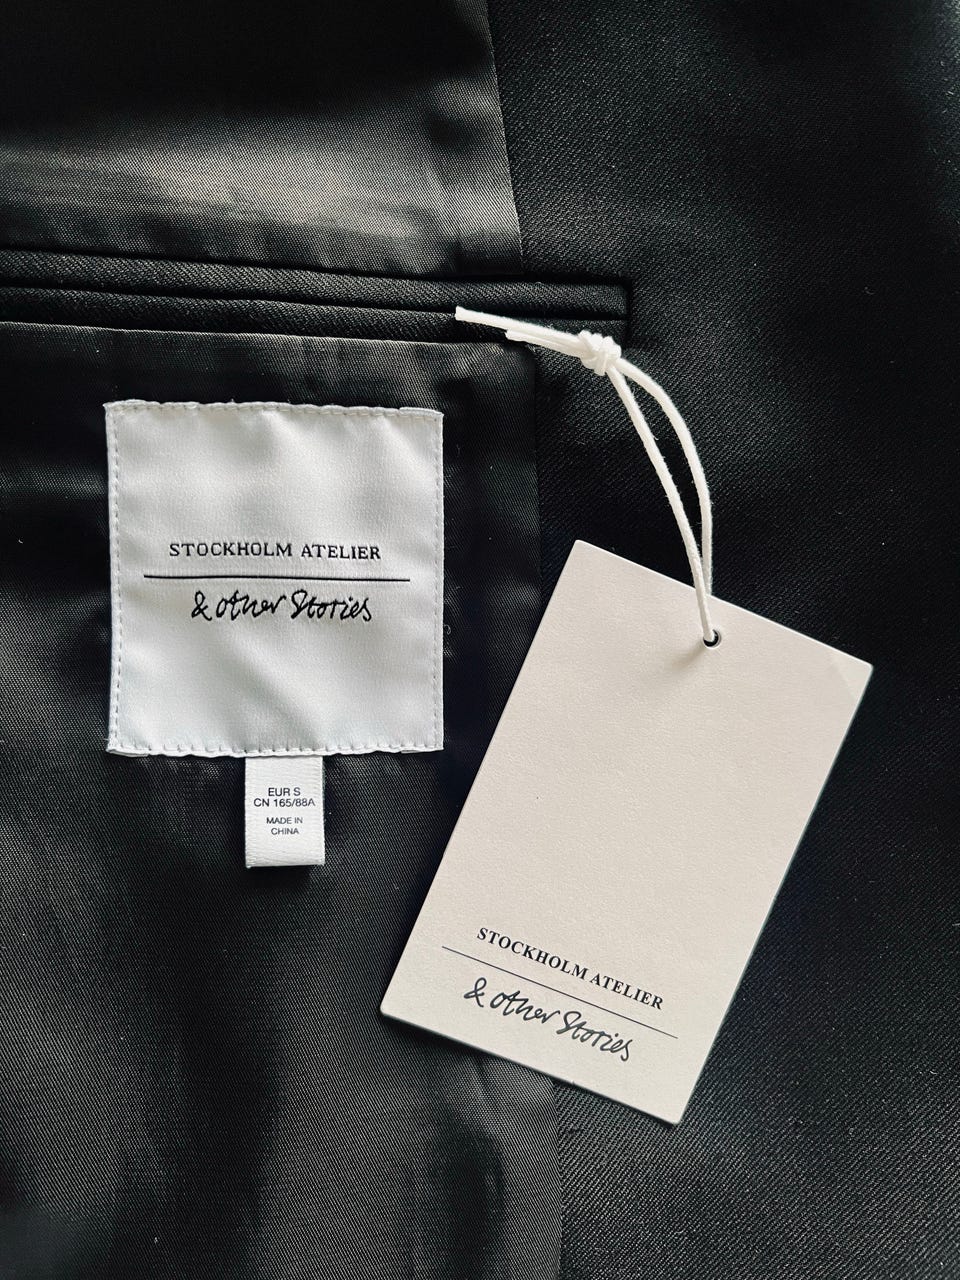 STOCKHOLM ATELIER
& other Stories
EUR S
CN 165/88A
MADE IN
CHINA
STOCKHOLM ATELIER
& other Stories